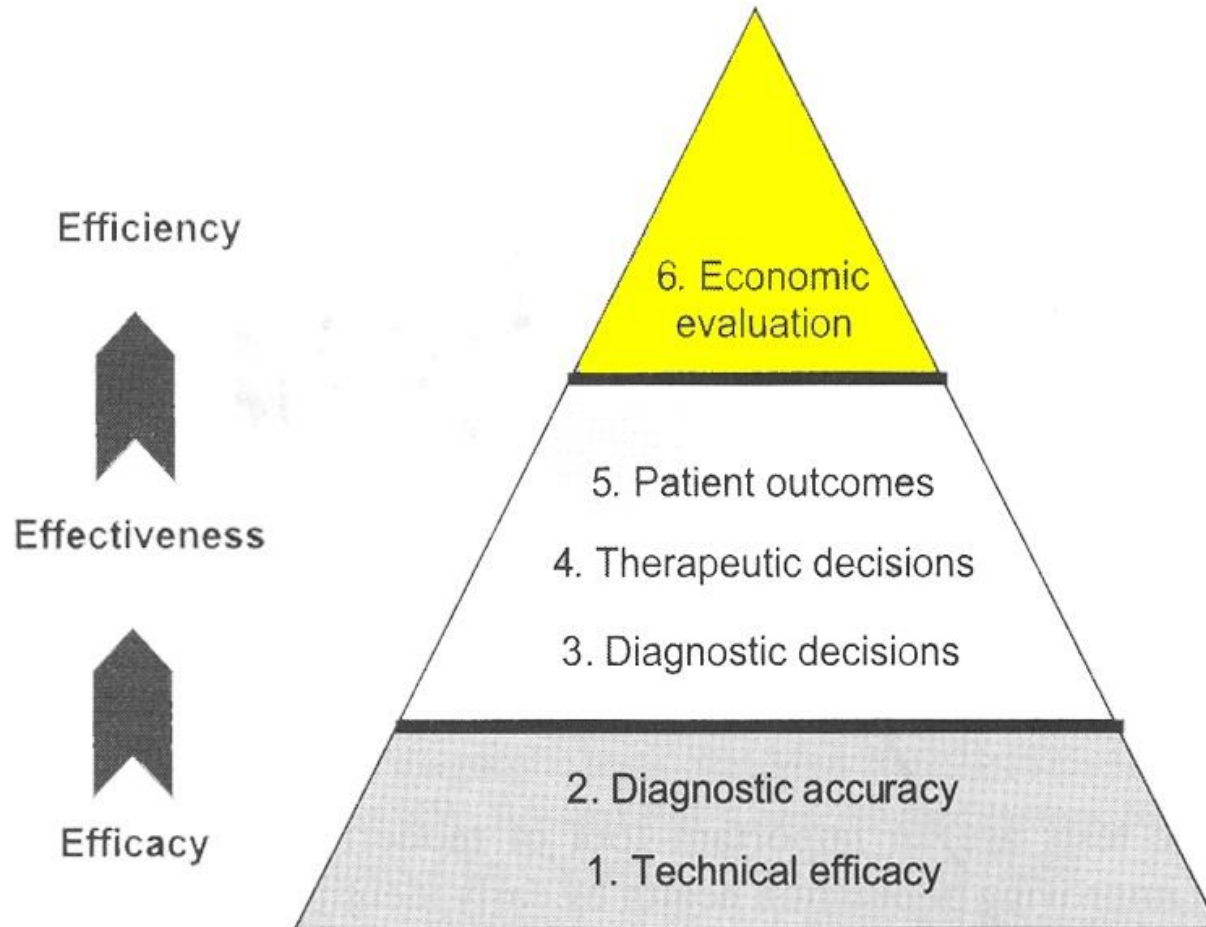 Efficiency
6. Economic
evaluation
5. Patient outcomes
Effectiveness
4. Therapeutic decisions
3. Diagnostic decisions
2. Diagnostic accuracy
Efficacy
1. Technical efficacy